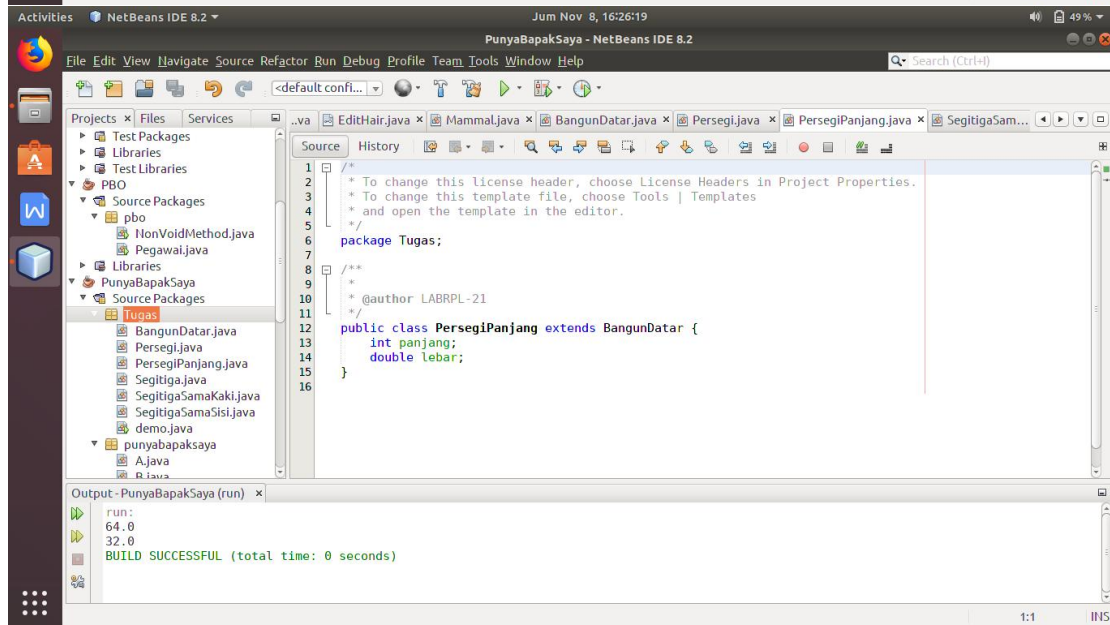 Activities NetBeans IDE 8.2 Jum Nov 8, 16:26:19 49 %
PunyaBapakSaya - NetBeans IDE 8.2
File Edit View Navigate Source Refactor Run Debug Profile Team Tools Window Help Search (Ctrl+I)
<default confi...
Projects Files Services
..va EditHair.java Mammal.java BangunDatar.java Persegi.java PersegiPanjang.java SegitigaSam...
Source History
Test Packages
Libraries
Test Libraries
PBO
Source Packages
pbo
NonVoidMethod.java
Pegawai.java
Libraries
PunyaBapakSaya
Source Packages
Tugas
BangunDatar.java
Persegi.java
PersegiPanjang.java
Segitiga.java
SegitigaSamaKaki.java
SegitigaSamaSisi.java
demo.java
punyabapaksaya
A.java
B.java
1 /*
2 * To change this license header, choose License Headers in Project Properties.
3 * To change this template file, choose Tools | Templates
4 * and open the template in the editor.
5 */
6 package Tugas;
7
8 /**
9 *
10 * @author LABRPL-21
11 */
12 public class PersegiPanjang extends BangunDatar {
13 int panjang;
14 double lebar;
15 }
16
Output - PunyaBapakSaya (run)
run:
64.0
32.0
BUILD SUCCESSFUL (total time: 0 seconds)
1:1 INS